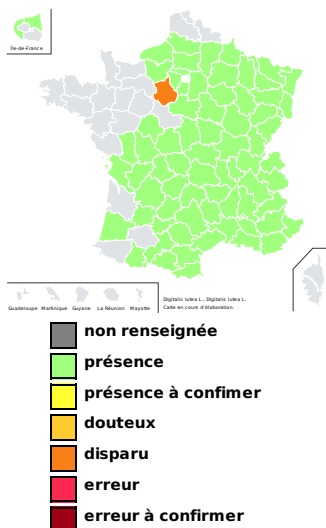 Île-de-France
Guadeloupe Martinique Guyane La Réunion Mayotte
Digitalis lutea L., Digitalis lutea L.
Carte en cours d'élaboration.
non renseignée
présence
présence à confimer
douteux
disparu
erreur
erreur à confirmer